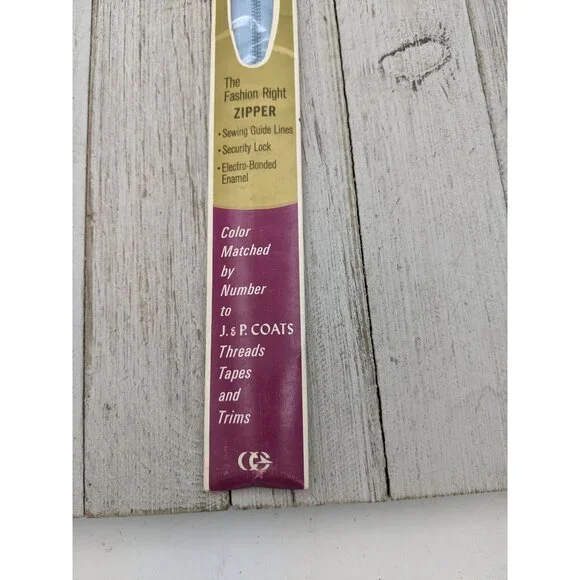 The
Fashion Right
ZIPPER
• Sewing Guide Lines
• Security Lock
• Electro-Bonded
Enamel
Color
Matched
by
Number
to
J. & P. COATS
Threads
Tapes
and
Trims